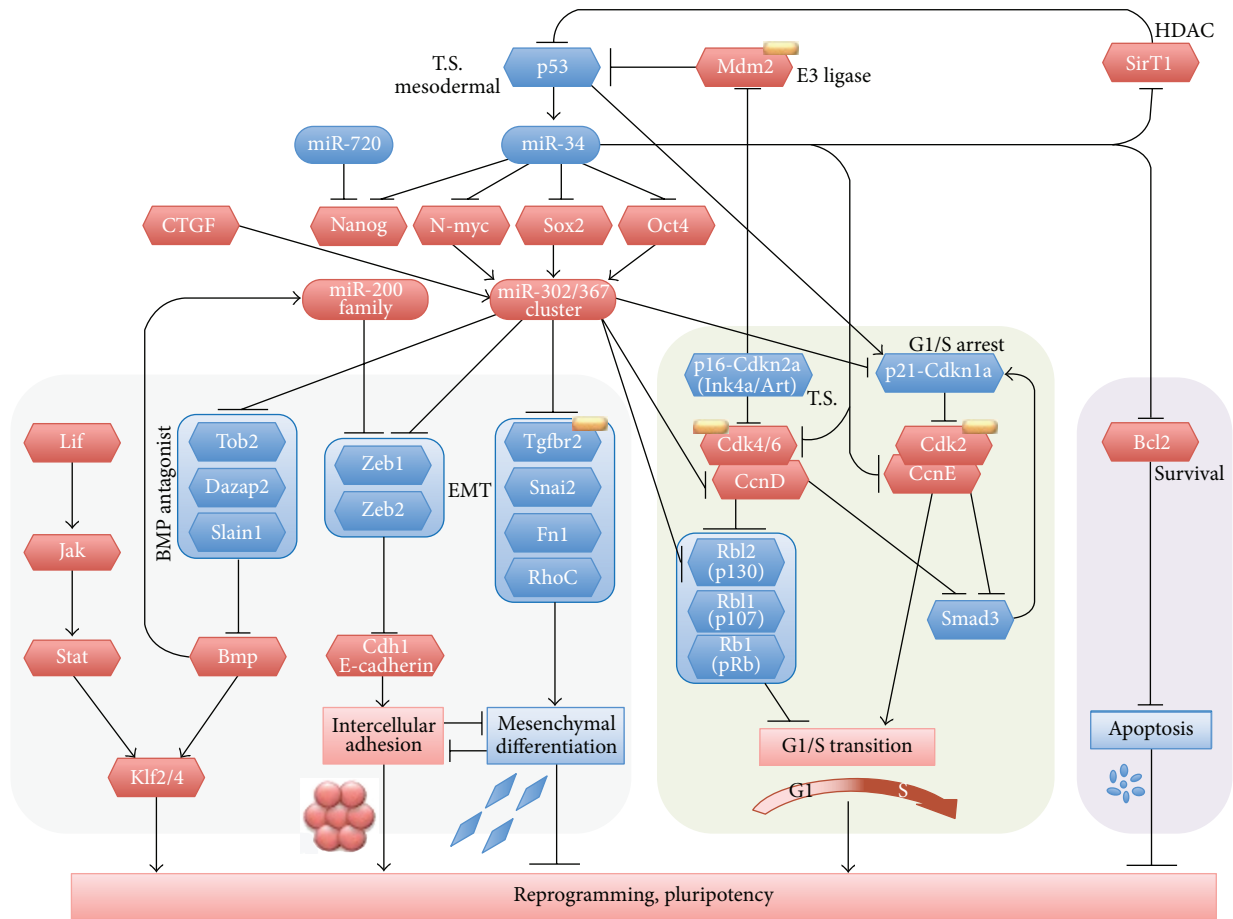 HDAC
SirT1
T.S.
mesodermal
p53
Mdm2
E3 ligase
miR-720
miR-34
CTGF
Nanog
N-myc
Sox2
Oct4
miR-200
family
miR-302/367
cluster
G1/S arrest
p16-Cdkn2a
(Ink4a/Art)
p21-Cdkn1a
T.S.
Lif
BMP antagonist
Tob2
Dazap2
Slain1
Zeb1
Zeb2
EMT
Tgfbr2
Snai2
Fn1
RhoC
Cdk4/6
CcnD
Cdk2
CcnE
Bcl2
Survival
Jak
Rbl2
(p130)
Rbl1
(p107)
Rb1
(pRb)
Smad3
Stat
Bmp
Cdh1
E-cadherin
Intercellular
adhesion
Mesenchymal
differentiation
G1/S transition
Apoptosis
Klf2/4
G1
S
Reprogramming, pluripotency